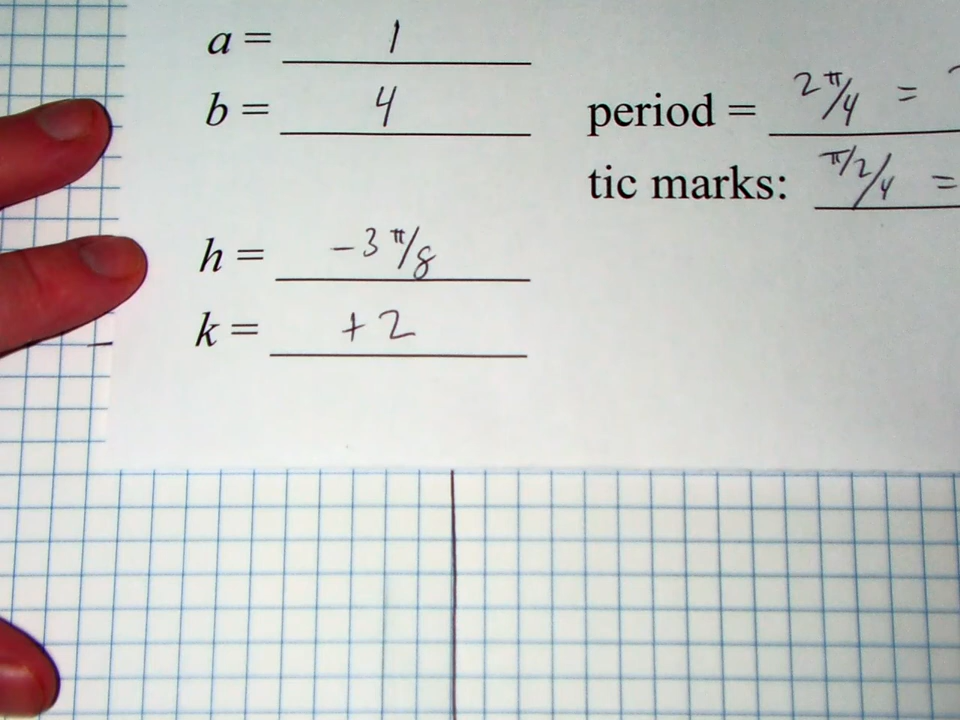 a = 1
b = 4 period = 2π/4 =
tic marks: π/2/4 =
h = -3π/8
k = +2